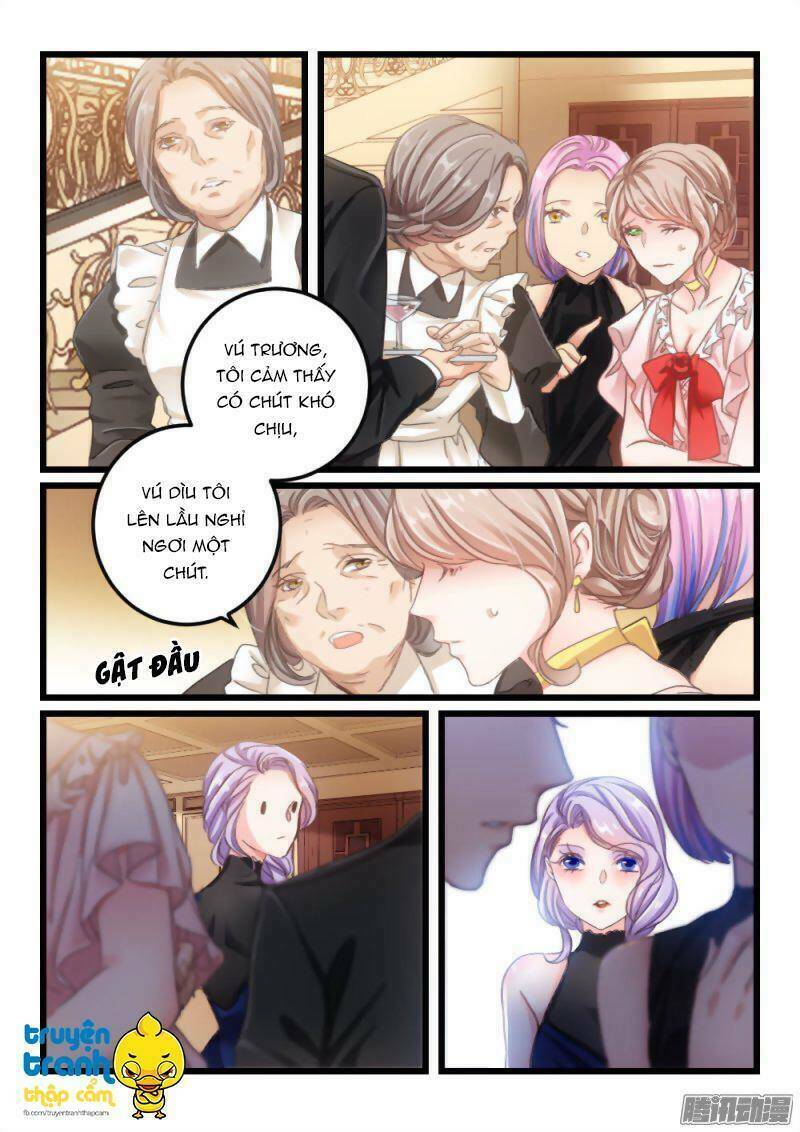 VÚ TRƯƠNG,
TÔI CẢM THẤY
CÓ CHÚT KHÓ
CHỊU,
VÚ DÌU TÔI
LÊN LẦU NGHỈ
NGƠI MỘT
CHÚT.
GẬT ĐẦU
truyện
tranh
thập cẩm
fb.com/truyentranhthapcam
腾讯动漫